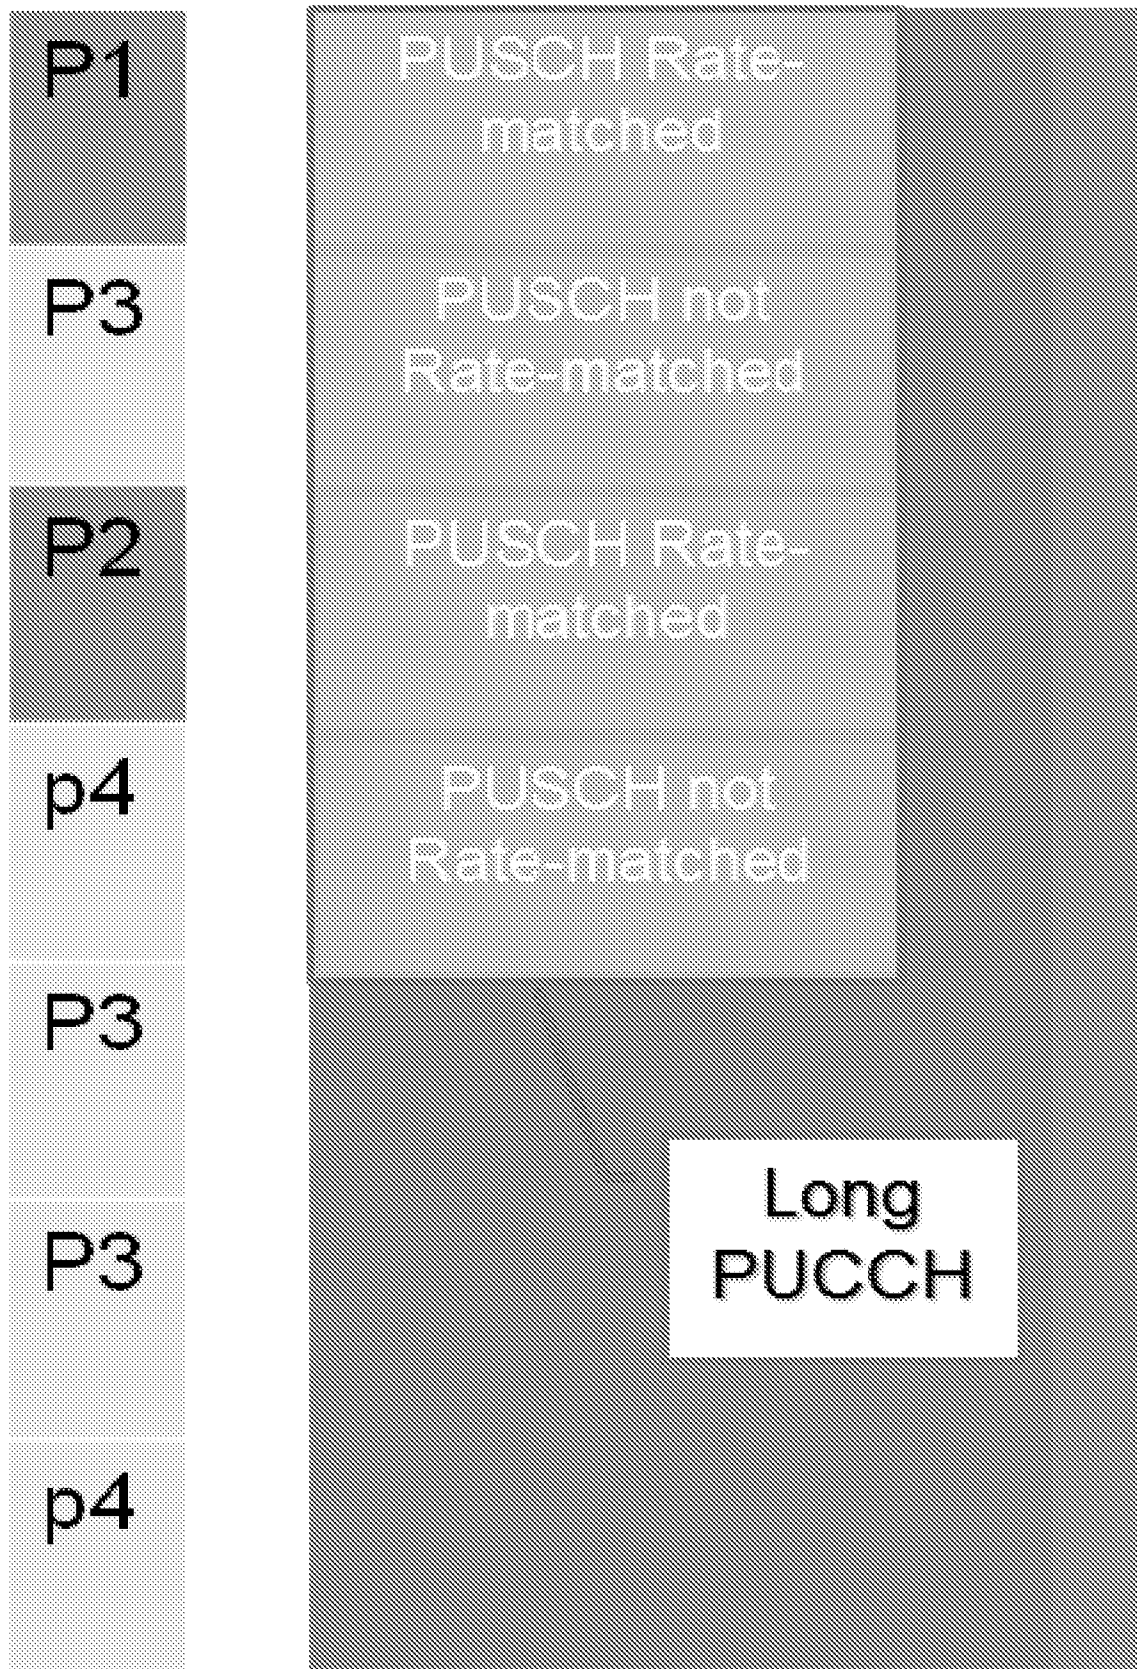 P1
P3
P2
p4
P3
P3
p4
PUSCH Rate-
matched
PUSCH not
Rate-matched
PUSCH Rate-
matched
PUSCH not
Rate-matched
Long
PUCCH